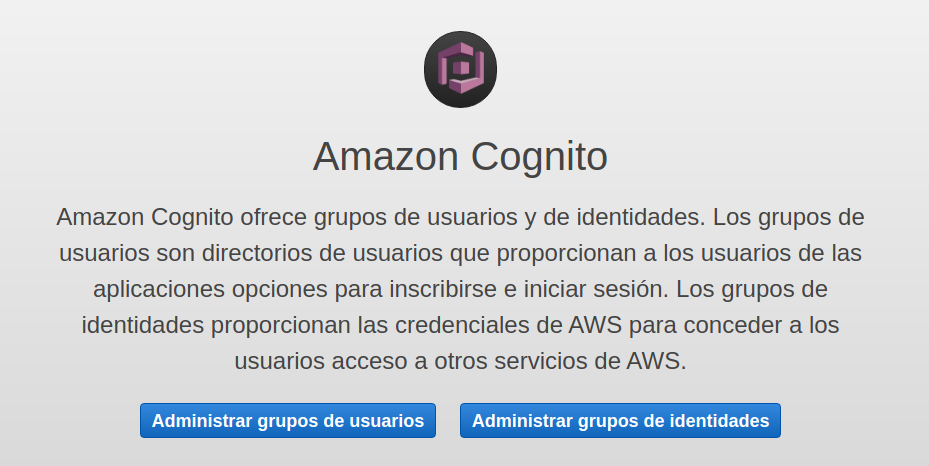 Amazon Cognito
Amazon Cognito ofrece grupos de usuarios y de identidades. Los grupos de
usuarios son directorios de usuarios que proporcionan a los usuarios de las
aplicaciones opciones para inscribirse e iniciar sesión. Los grupos de
identidades proporcionan las credenciales de AWS para conceder a los
usuarios acceso a otros servicios de AWS.
Administrar grupos de usuarios
Administrar grupos de identidades